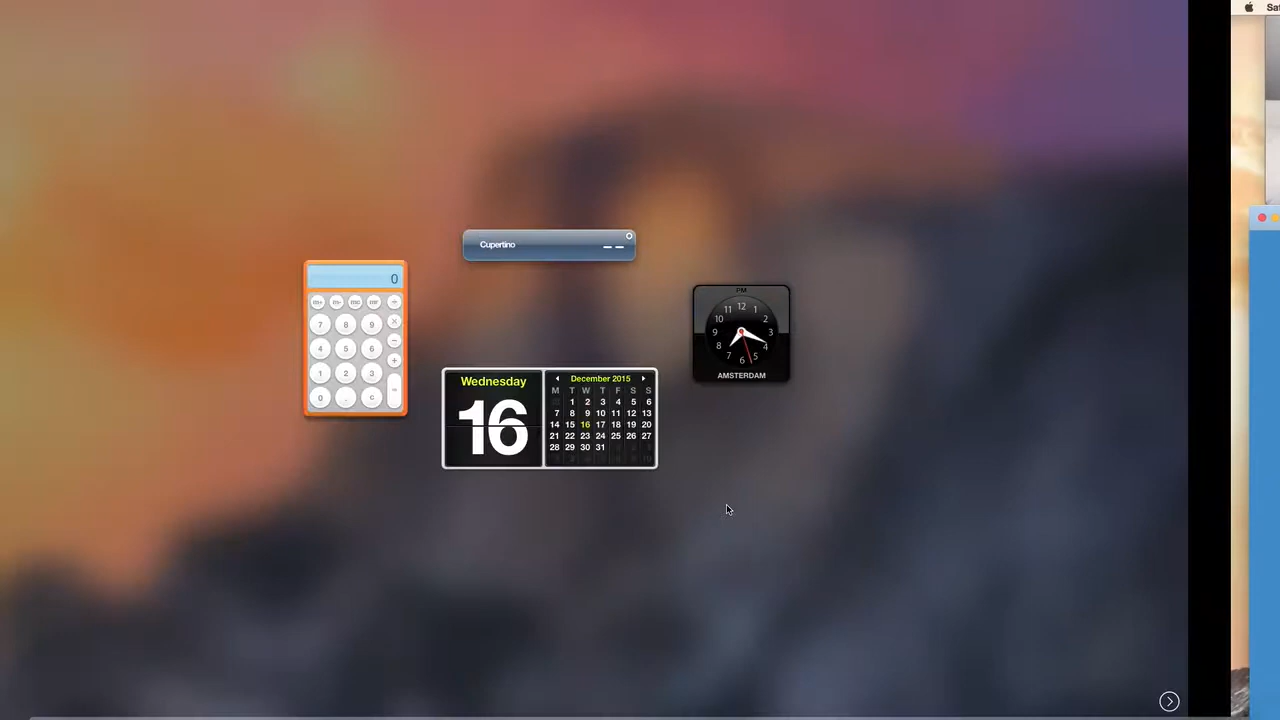 Saf
Cupertino
0
m+ m- mc mr ÷
7 8 9 ×
4 5 6 −
1 2 3 +
0 . c =
PM
12
11 1
10 2
9 3
8 4
7 5
6
AMSTERDAM
Wednesday
16
December 2015
M T W T F S S
1 2 3 4 5 6
7 8 9 10 11 12 13
14 15 16 17 18 19 20
21 22 23 24 25 26 27
28 29 30 31